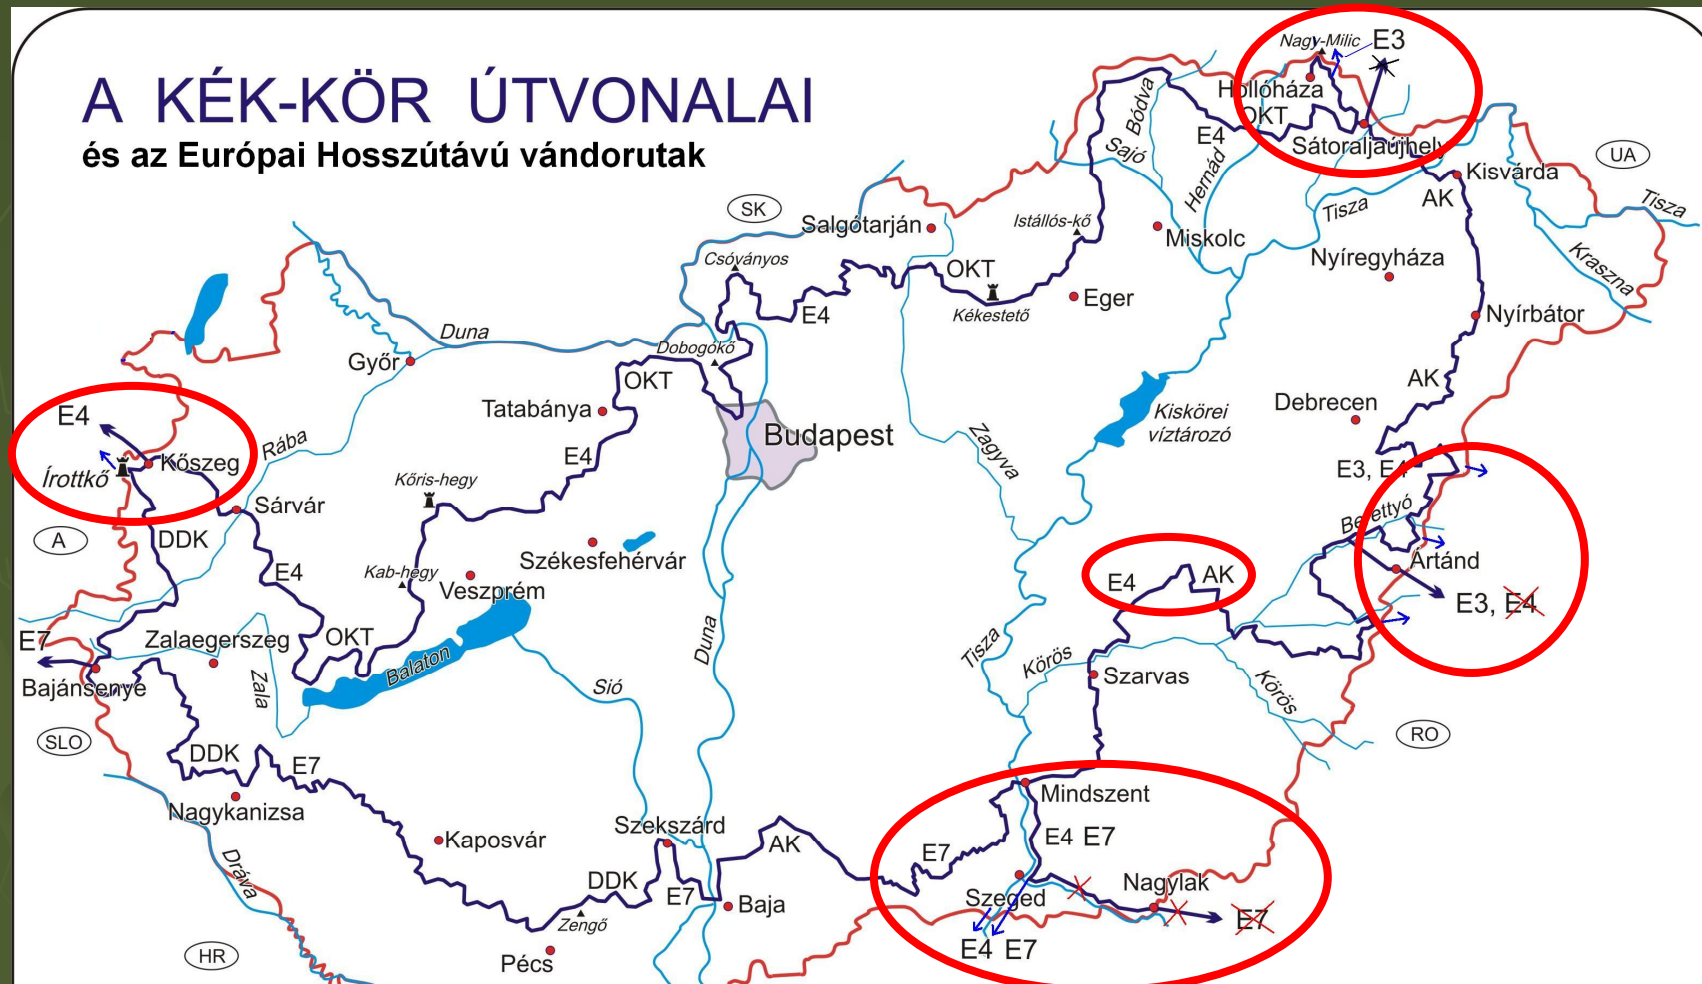 A KÉK-KÖR ÚTVONALAI
és az Európai Hosszútávú vándorutak
Nagy-Milic
E3
Hollóháza
OKT
Bódva
E4
Sátoraljaújhely
Sajó
Hernád
UA
Kisvárda
AK
Tisza
Tisza
SK
Salgótarján
Istállós-kő
Miskolc
Nyíregyháza
Kraszna
Csóványos
OKT
Eger
E4
Kékestető
Nyírbátor
Duna
Győr
Dobogókő
OKT
AK
Tatabánya
Debrecen
Kiskörei
víztározó
E4
Budapest
Rába
Kőszeg
Írottkő
E4
Zagyva
E3, E4
Kőris-hegy
Sárvár
Berettyó
A
DDK
Székesfehérvár
Ártánd
E4
Kab-hegy
Veszprém
E4
AK
E3, E4
E7
Zalaegerszeg
OKT
Duna
Tisza
Körös
Balaton
Bajánsenye
Zala
Sió
Szarvas
Körös
SLO
RO
DDK
E7
Nagykanizsa
Mindszent
Szekszárd
Kaposvár
AK
E7
E4 E7
Dráva
DDK
E7
Baja
Szeged
Nagylak
E7
Zengő
E4 E7
HR
Pécs